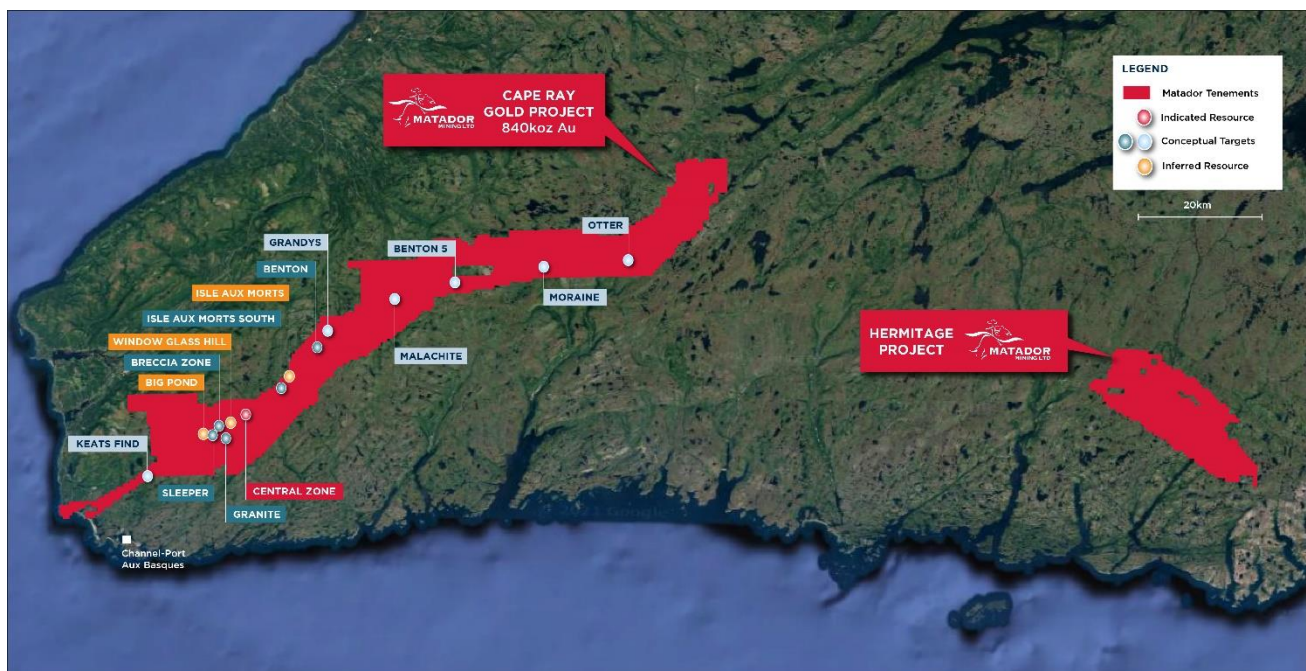 MATADOR
MINING LTD
CAPE RAY
GOLD PROJECT
840koz Au
LEGEND
Matador Tenements
Indicated Resource
Conceptual Targets
Inferred Resource
20km
OTTER
GRANDYS
BENTON 5
BENTON
ISLE AUX MORTS
MORAINE
ISLE AUX MORTS SOUTH
WINDOW GLASS HILL
MALACHITE
BRECCIA ZONE
BIG POND
HERMITAGE
PROJECT
MATADOR
MINING LTD
KEATS FIND
SLEEPER
CENTRAL ZONE
GRANITE
Channel-Port
Aux Basques